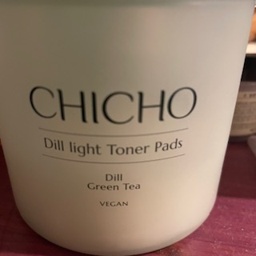 CHICHO
Dill light Toner Pads
Dill
Green Tea
VEGAN